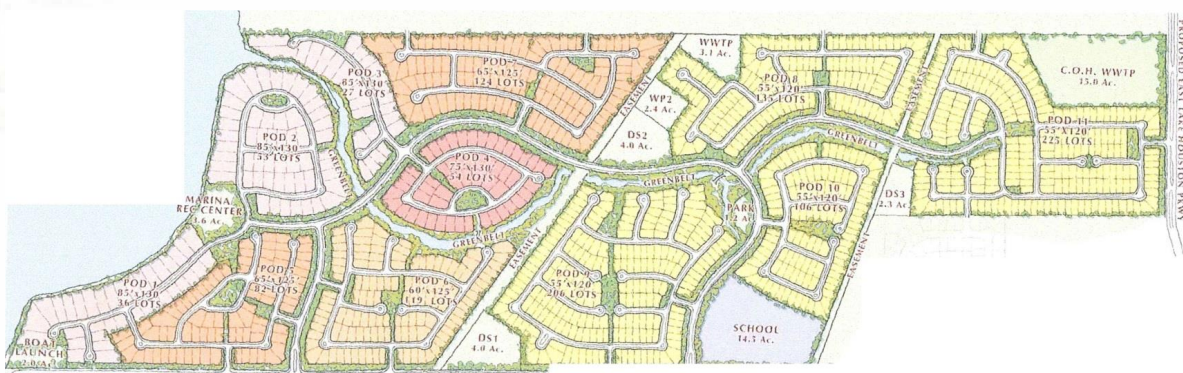 POD 3
85'x130'
27 LOTS
POD 7
65'x125'
124 LOTS
WWTP
3.1 Ac.
POD 8
55'x120'
C.O.H. WWTP
15.0 Ac.
PROPOSED EAST LAKE HOUSTON PKWY
EASEMENT
EASEMENT
WP2
2.4 Ac.
DS2
4.0 Ac.
POD 2
85'x130'
53 LOTS
GREENBELT
POD 4
75'x130'
54 LOTS
GREENBELT
GREENBELT
POD 11
55'x120'
225 LOTS
MARINA
REC CENTER
POD 10
55'x120'
106 LOTS
DS3
2.3 Ac.
PARK
GREENBELT
EASEMENT
EASEMENT
POD 1
85'x130'
36 LOTS
POD 5
65'x125'
82 LOTS
POD 6
60'x125'
119 LOTS
POD 9
55'x120'
206 LOTS
BOAT
LAUNCH
DS1
4.0 Ac.
SCHOOL
14.5 Ac.